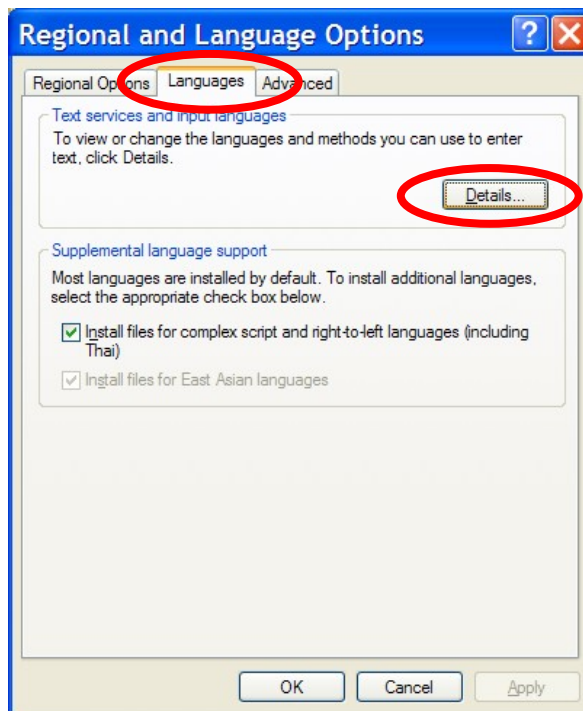 Regional and Language Options
Regional Options Languages Advanced
Text services and input languages
To view or change the languages and methods you can use to enter
text, click Details.
Details...
Supplemental language support
Most languages are installed by default. To install additional languages,
select the appropriate check box below.
Install files for complex script and right-to-left languages (including
Thai)
Install files for East Asian languages
OK Cancel Apply